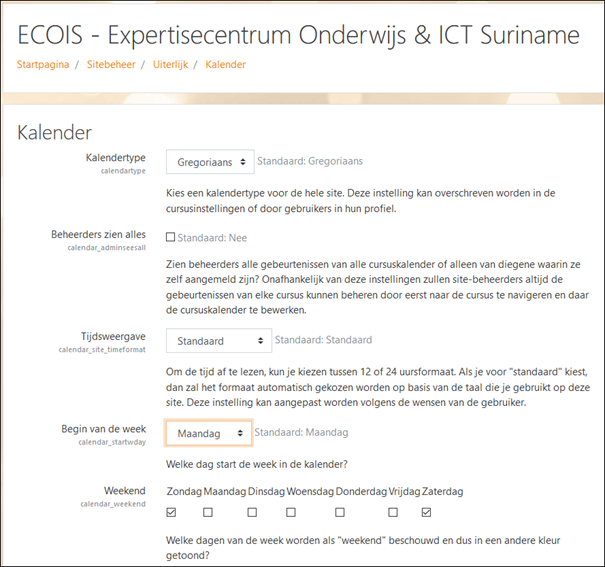 ECOIS - Expertisecentrum Onderwijs & ICT Suriname
Startpagina / Sitebeheer / Uiterlijk / Kalender
Kalender
Kalendertype
calendartype
Gregoriaans
Standaard: Gregoriaans
Kies een kalendertype voor de hele site. Deze instelling kan overschreven worden in de
cursusinstellingen of door gebruikers in hun profiel.
Beheerders zien alles
calendar_adminseesall
Standaard: Nee
Zien beheerders alle gebeurtenissen van alle cursuskalender of alleen van diegene waarin ze
zelf aangemeld zijn? Onafhankelijk van deze instellingen zullen site-beheerders altijd de
gebeurtenissen van elke cursus kunnen beheren door eerst naar de cursus te navigeren en daar
de cursuskalender te bewerken.
Tijdsweergave
calendar_site_timeformat
Standaard
Standaard: Standaard
Om de tijd af te lezen, kun je kiezen tussen 12 of 24 uursformaat. Als je voor "standaard" kiest,
dan zal het formaat automatisch gekozen worden op basis van de taal die je gebruikt op deze
site. Deze instelling kan aangepast worden volgens de wensen van de gebruiker.
Begin van de week
calendar_startwday
Maandag
Standaard: Maandag
Welke dag start de week in de kalender?
Weekend
calendar_weekend
Zondag Maandag Dinsdag Woensdag Donderdag Vrijdag Zaterdag
Welke dagen van de week worden als "weekend" beschouwd en dus in een andere kleur
getoond?